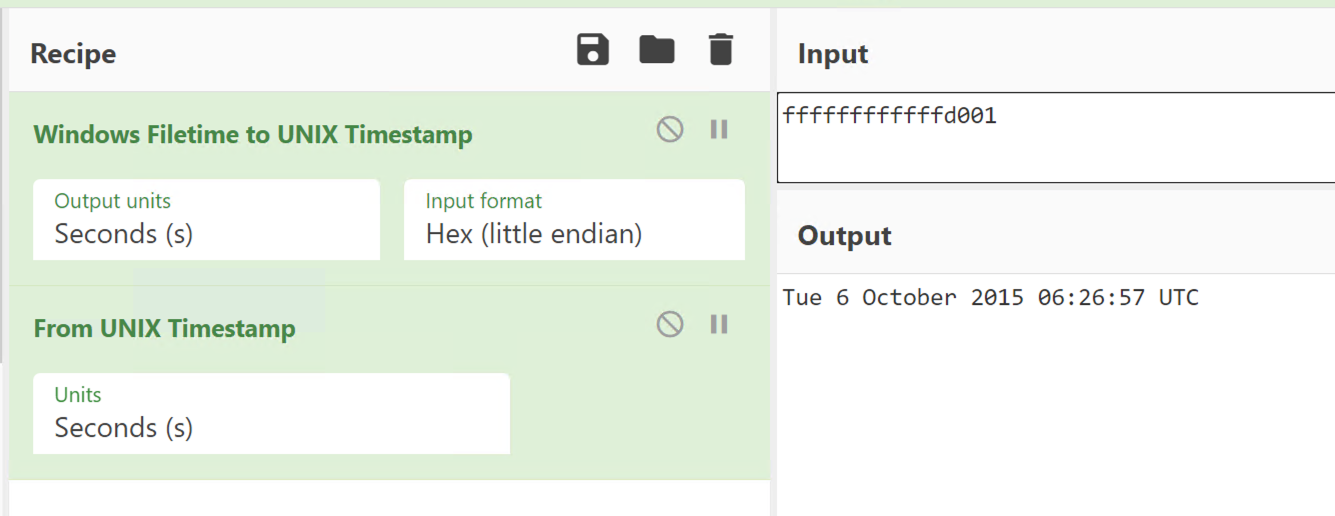 Recipe
Windows Filetime to UNIX Timestamp
Output units
Seconds (s)
Input format
Hex (little endian)
From UNIX Timestamp
Units
Seconds (s)
Input
ffffffffffffd001
Output
Tue 6 October 2015 06:26:57 UTC